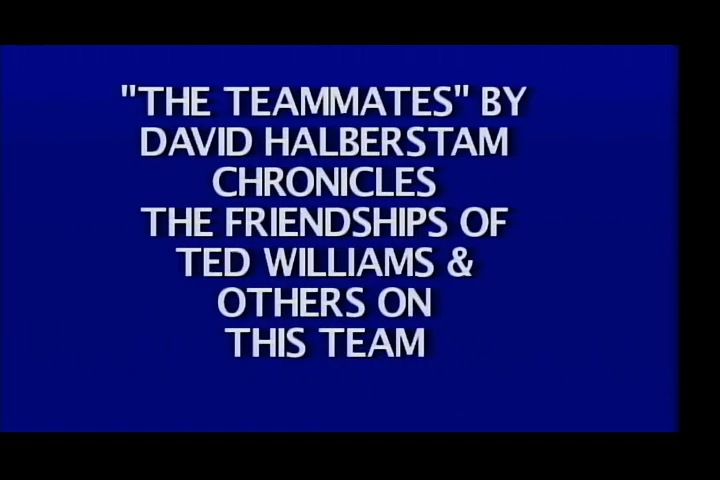 "THE TEAMMATES" BY
DAVID HALBERSTAM
CHRONICLES
THE FRIENDSHIPS OF
TED WILLIAMS &
OTHERS ON
THIS TEAM